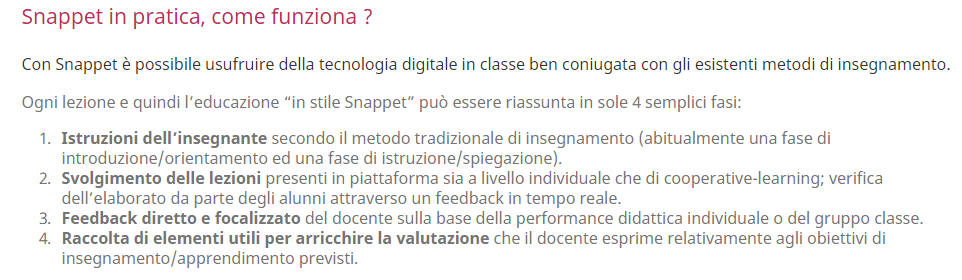 Snappet in pratica, come funziona ?
Con Snappet è possibile usufruire della tecnologia digitale in classe ben coniugata con gli esistenti metodi di insegnamento.
Ogni lezione e quindi l’educazione “in stile Snappet” può essere riassunta in sole 4 semplici fasi:
1. Istruzioni dell’insegnante secondo il metodo tradizionale di insegnamento (abitualmente una fase di
introduzione/orientamento ed una fase di istruzione/spiegazione).
2. Svolgimento delle lezioni presenti in piattaforma sia a livello individuale che di cooperative-learning; verifica
dell’elaborato da parte degli alunni attraverso un feedback in tempo reale.
3. Feedback diretto e focalizzato del docente sulla base della performance didattica individuale o del gruppo classe.
4. Raccolta di elementi utili per arricchire la valutazione che il docente esprime relativamente agli obiettivi di
insegnamento/apprendimento previsti.